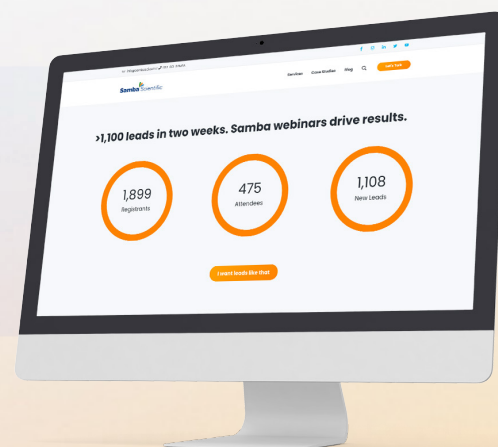 Samba Scientific
Services Case Studies Blog Let's Talk
>1,100 leads in two weeks. Samba webinars drive results.
1,899
Registrants
475
Attendees
1,108
New Leads
I want leads like that